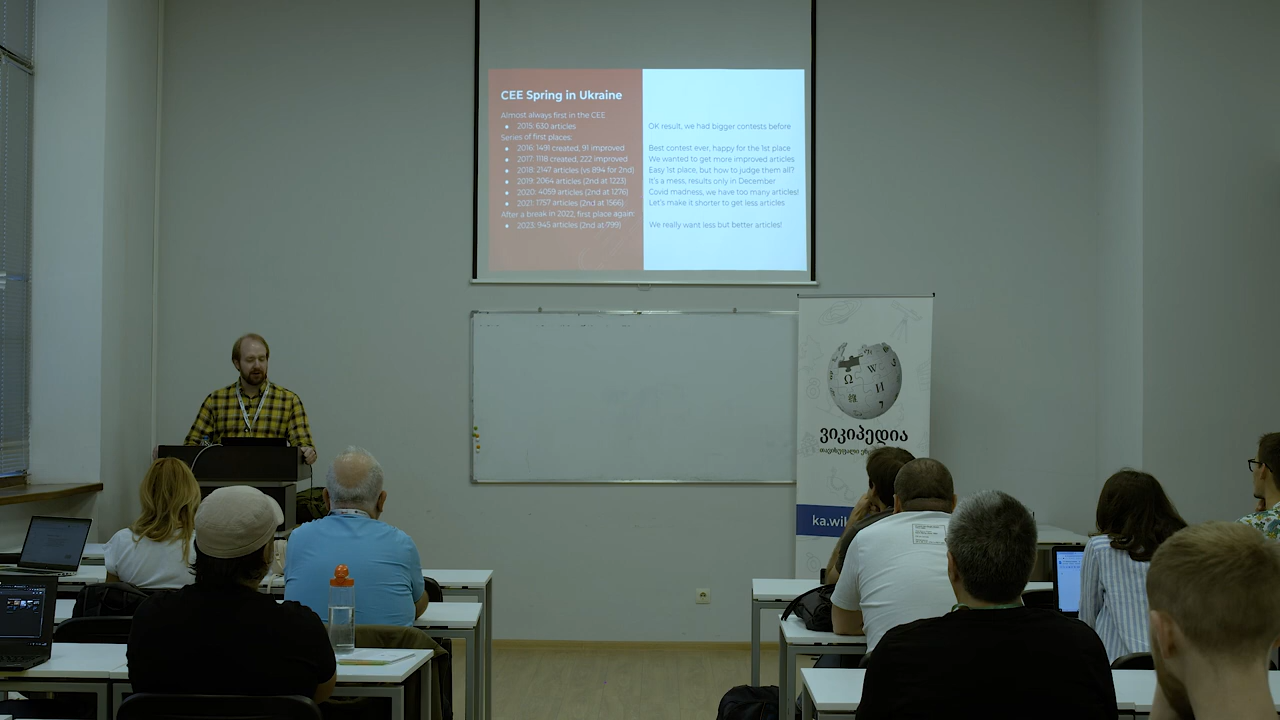 CEE Spring in Ukraine
Almost always first in the CEE
2015: 630 articles
OK result, we had bigger contests before
Series of first places:
2016: 1491 created, 91 improved
Best contest ever, happy for the 1st place
2017: 1118 created, 222 improved
We wanted to get more improved articles
2018: 2147 articles (vs 894 for 2nd)
Easy 1st place, but how to judge them all?
2019: 2064 articles (2nd at 1223)
It's a mess, results only in December
2020: 4059 articles (2nd at 1276)
Covid madness, we have too many articles!
2021: 1757 articles (2nd at 1566)
Let's make it shorter to get less articles
After a break in 2022, first place again:
2023: 945 articles (2nd at 799)
We really want less but better articles!
Ω W И 維
ვიკიპედია
თავისუფალი
ka.wik